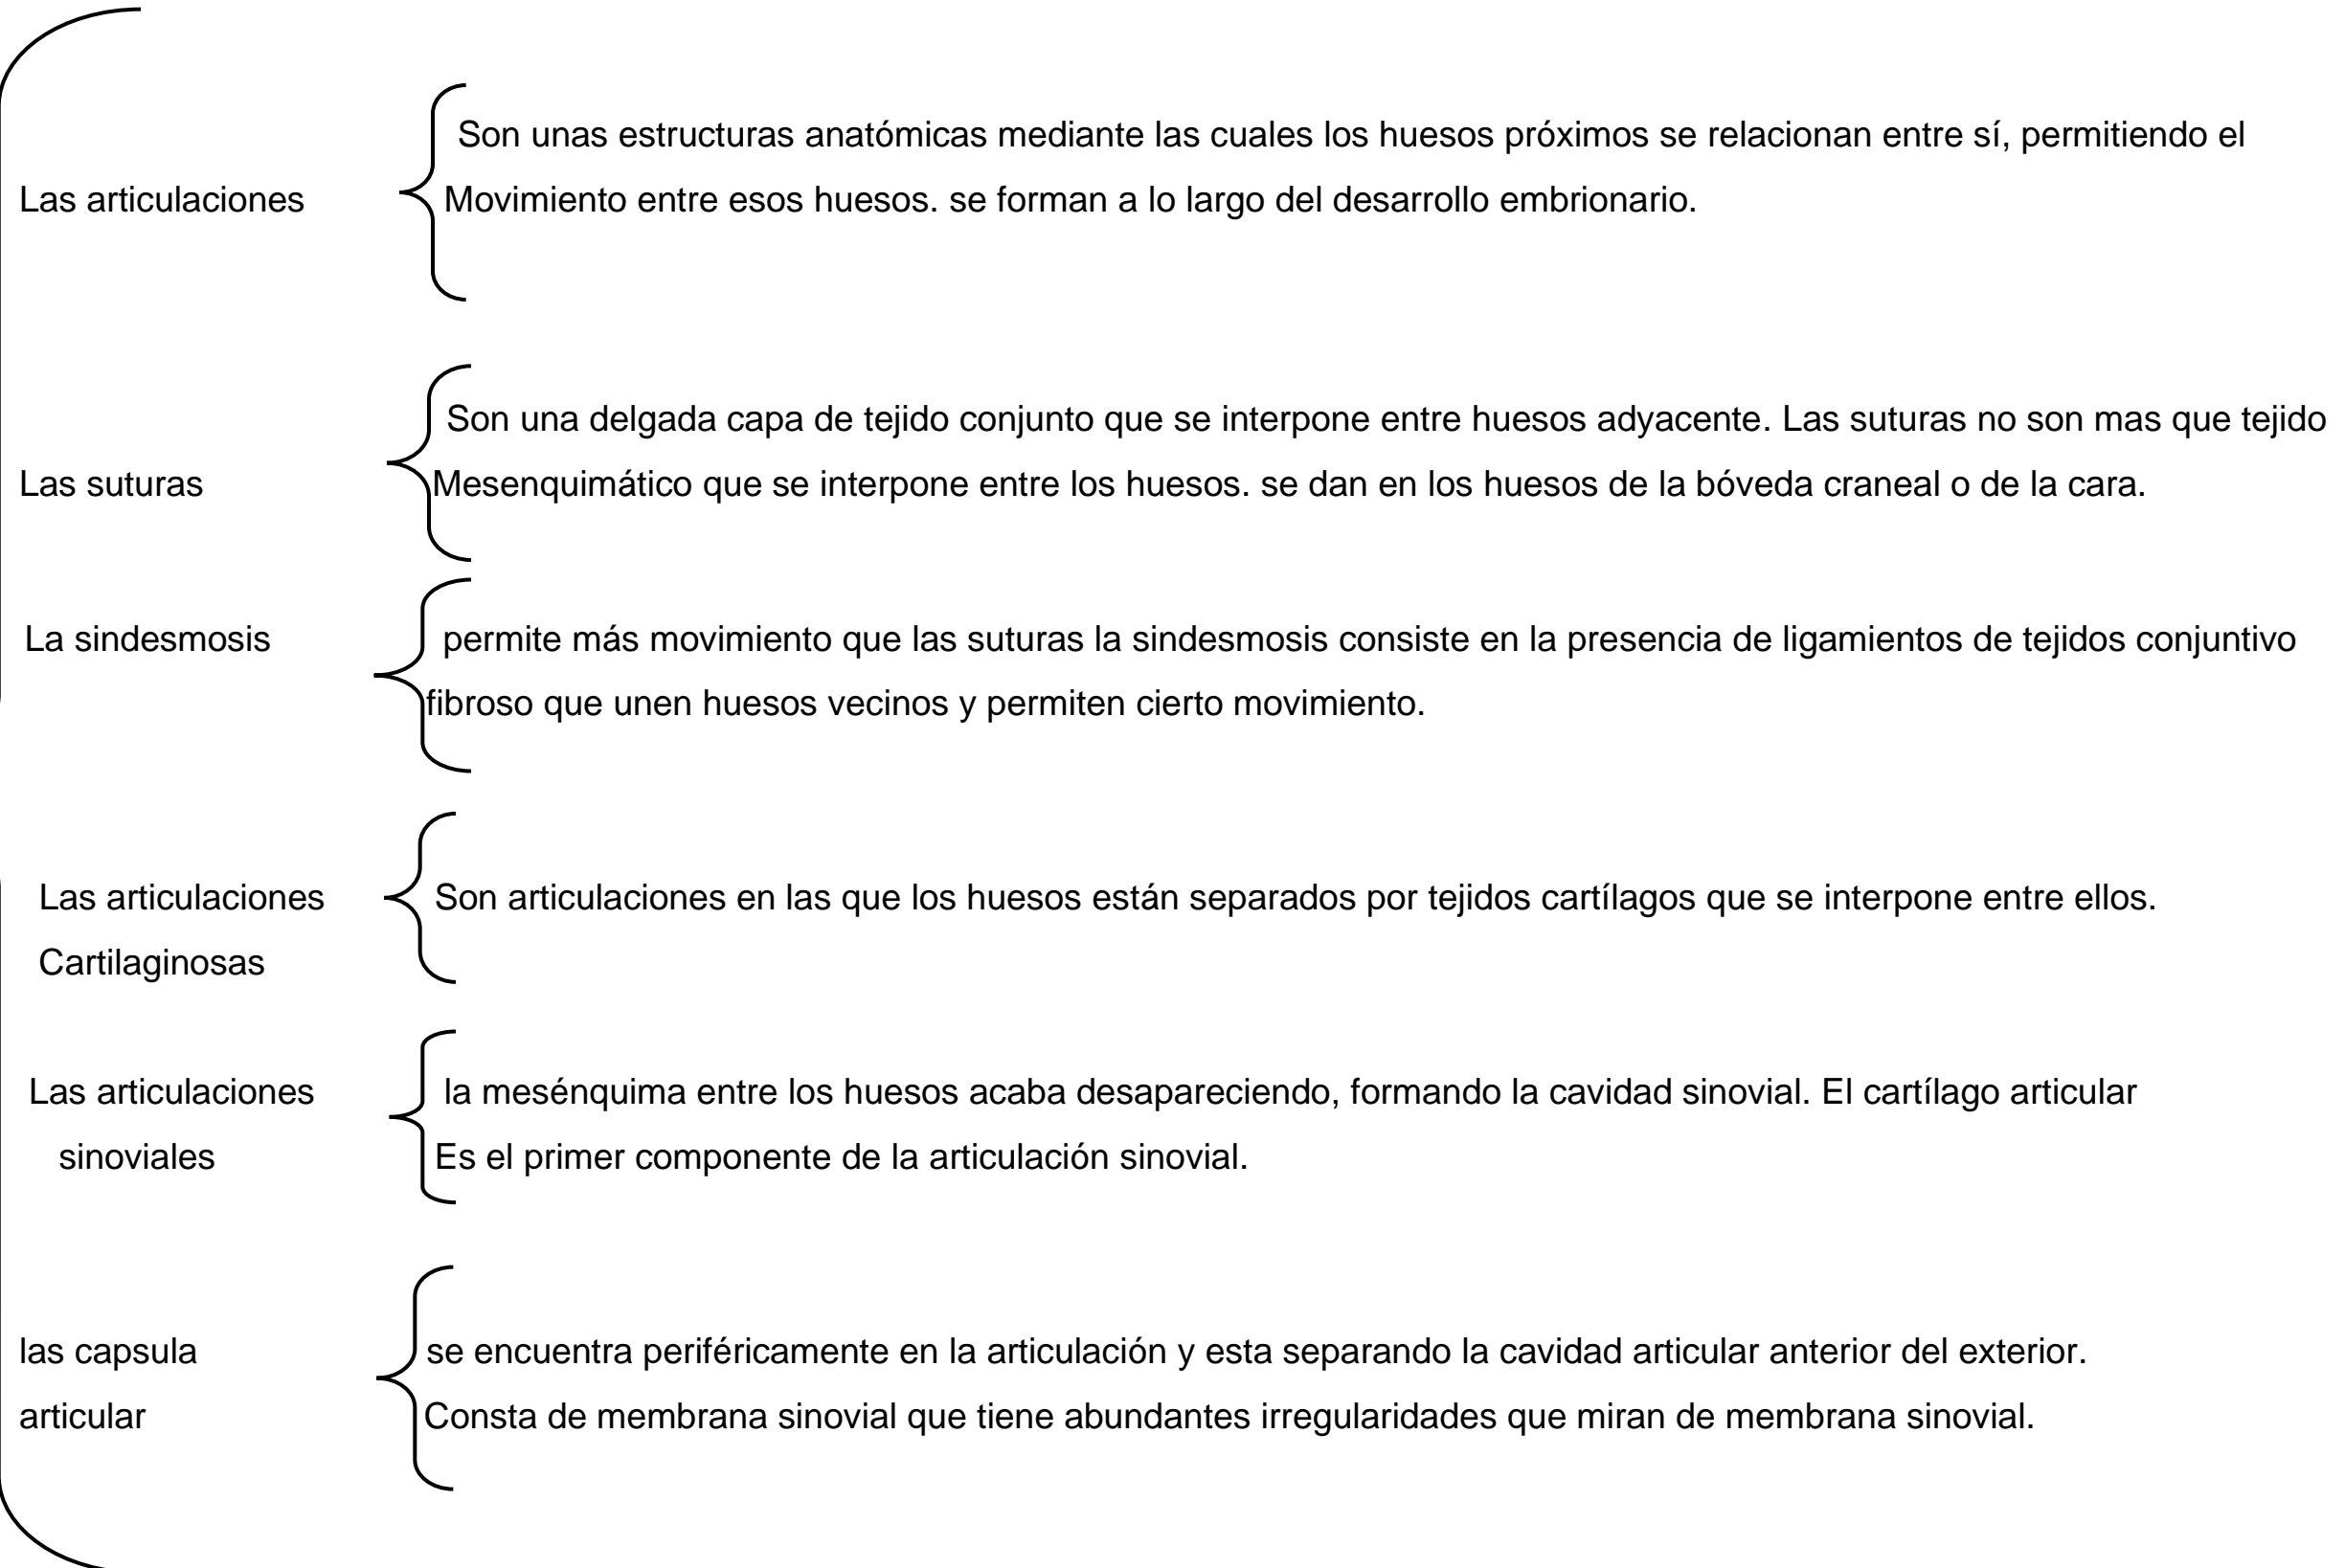 Son unas estructuras anatómicas mediante las cuales los huesos próximos se relacionan entre sí, permitiendo el
Las articulaciones Movimiento entre esos huesos. se forman a lo largo del desarrollo embrionario.
Son una delgada capa de tejido conjunto que se interpone entre huesos adyacente. Las suturas no son mas que tejido
Las suturas Mesenquimático que se interpone entre los huesos. se dan en los huesos de la bóveda craneal o de la cara.
La sindesmosis permite más movimiento que las suturas la sindesmosis consiste en la presencia de ligamientos de tejidos conjuntivo
fibroso que unen huesos vecinos y permiten cierto movimiento.
Las articulaciones Son articulaciones en las que los huesos están separados por tejidos cartílagos que se interpone entre ellos.
Cartilaginosas
Las articulaciones la mesénquima entre los huesos acaba desapareciendo, formando la cavidad sinovial. El cartílago articular
sinoviales Es el primer componente de la articulación sinovial.
las capsula se encuentra periféricamente en la articulación y esta separando la cavidad articular anterior del exterior.
articular Consta de membrana sinovial que tiene abundantes irregularidades que miran de membrana sinovial.